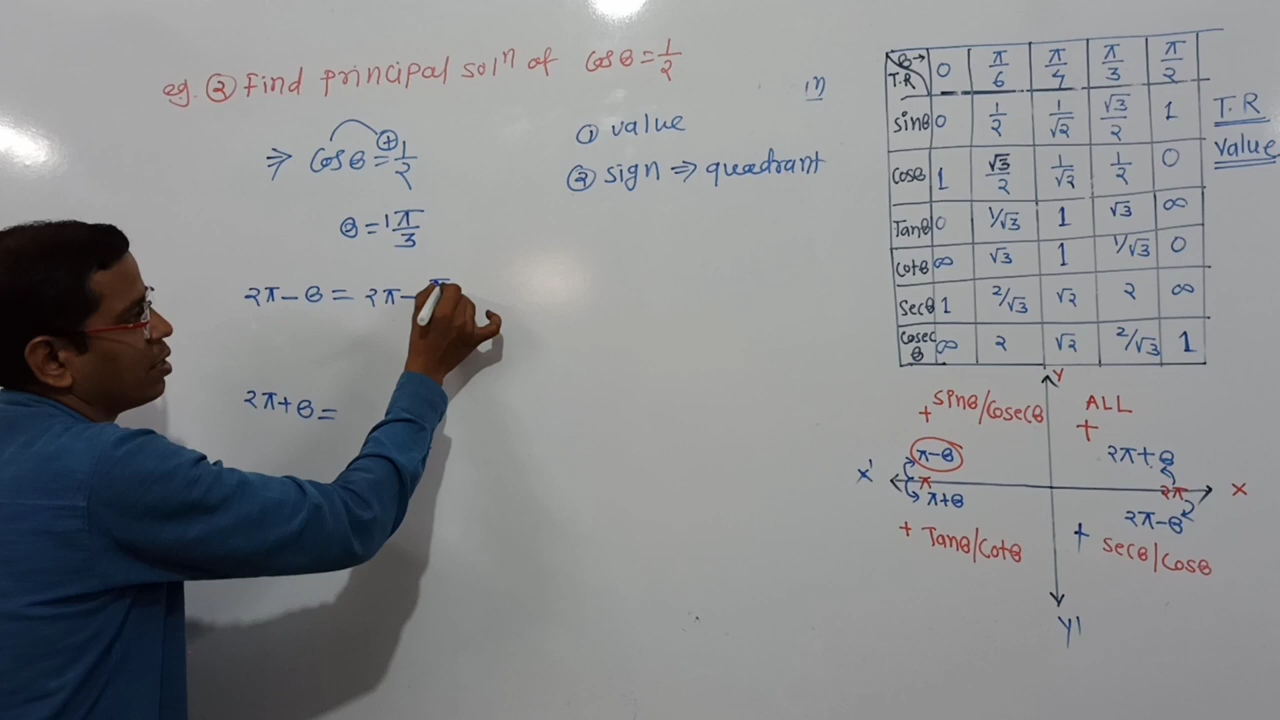 eg. ② Find principal solⁿ of cosθ = 1/2
⇒ cosθ = 1/2
+
θ = π/3
2π-θ = 2π-
2π+θ =
① value
② sign ⇒ quadrant
θ→ T.R 0 π/6 π/4 π/3 π/2
sinθ 0 1/2 1/√2 √3/2 1
cosθ 1 √3/2 1/√2 1/2 0
Tanθ 0 1/√3 1 √3 ∞
cotθ ∞ √3 1 1/√3 0
secθ 1 2/√3 √2 2 ∞
cosec θ ∞ 2 √2 2/√3 1
T.R
value
Y
+ sinθ/cosecθ
ALL
+
π-θ
2π+θ
X' π 2π X
π+θ
2π-θ
+ Tanθ/cotθ
+ secθ/cosθ
Y'